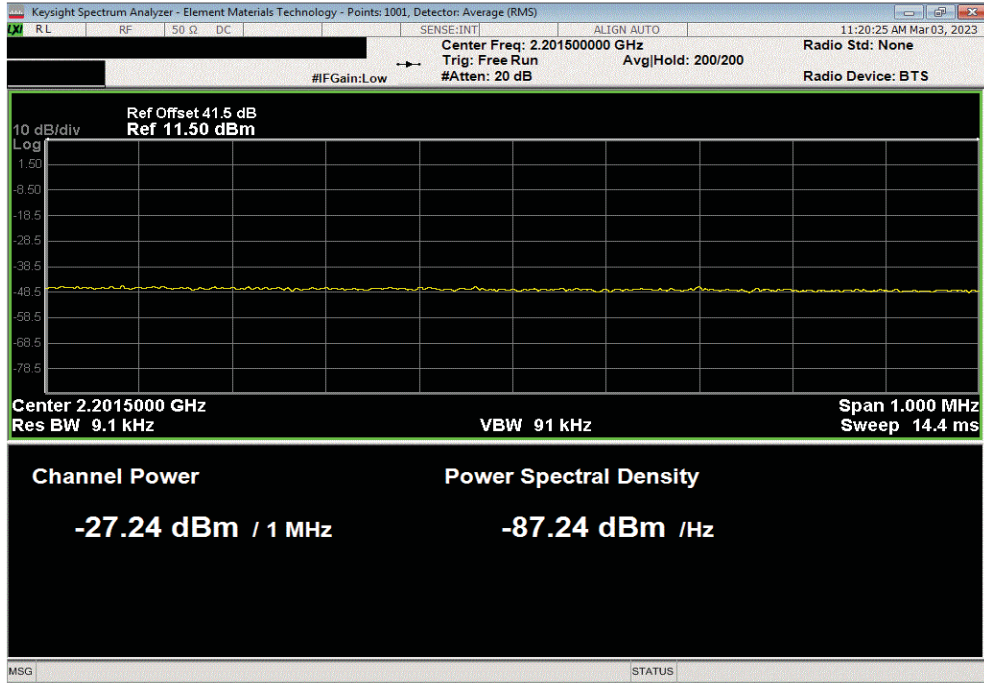 Keysight Spectrum Analyzer - Element Materials Technology - Points: 1001, Detector: Average (RMS)
LXI RL RF 50 Ω DC SENSE:INT ALIGN AUTO 11:20:25 AM Mar 03, 2023
Center Freq: 2.201500000 GHz Radio Std: None
Trig: Free Run Avg|Hold: 200/200
#IFGain:Low #Atten: 20 dB Radio Device: BTS
Ref Offset 41.5 dB
10 dB/div Ref 11.50 dBm
Log
1.50
-8.50
-18.5
-28.5
-38.5
-48.5
-58.5
-68.5
-78.5
Center 2.2015000 GHz Span 1.000 MHz
Res BW 9.1 kHz VBW 91 kHz Sweep 14.4 ms
Channel Power Power Spectral Density
-27.24 dBm / 1 MHz -87.24 dBm /Hz
MSG STATUS